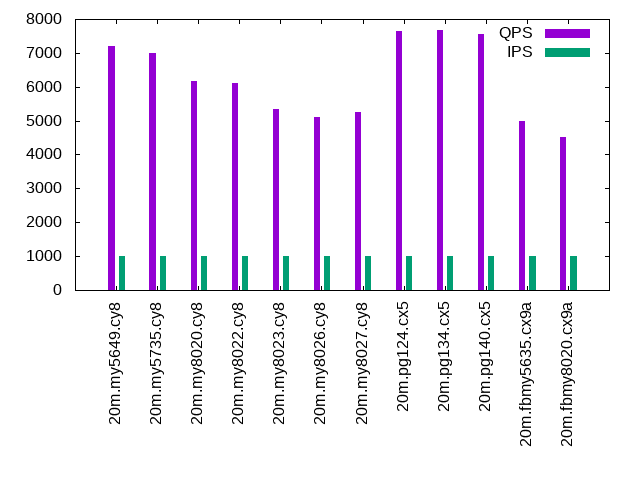 8000
7000
6000
5000
4000
3000
2000
1000
0
QPS
IPS
20m.my5649.cy8
20m.my5735.cy8
20m.my8020.cy8
20m.my8022.cy8
20m.my8023.cy8
20m.my8026.cy8
20m.my8027.cy8
20m.pg124.cx5
20m.pg134.cx5
20m.pg140.cx5
20m.fbmy5635.cx9a
20m.fbmy8020.cx9a